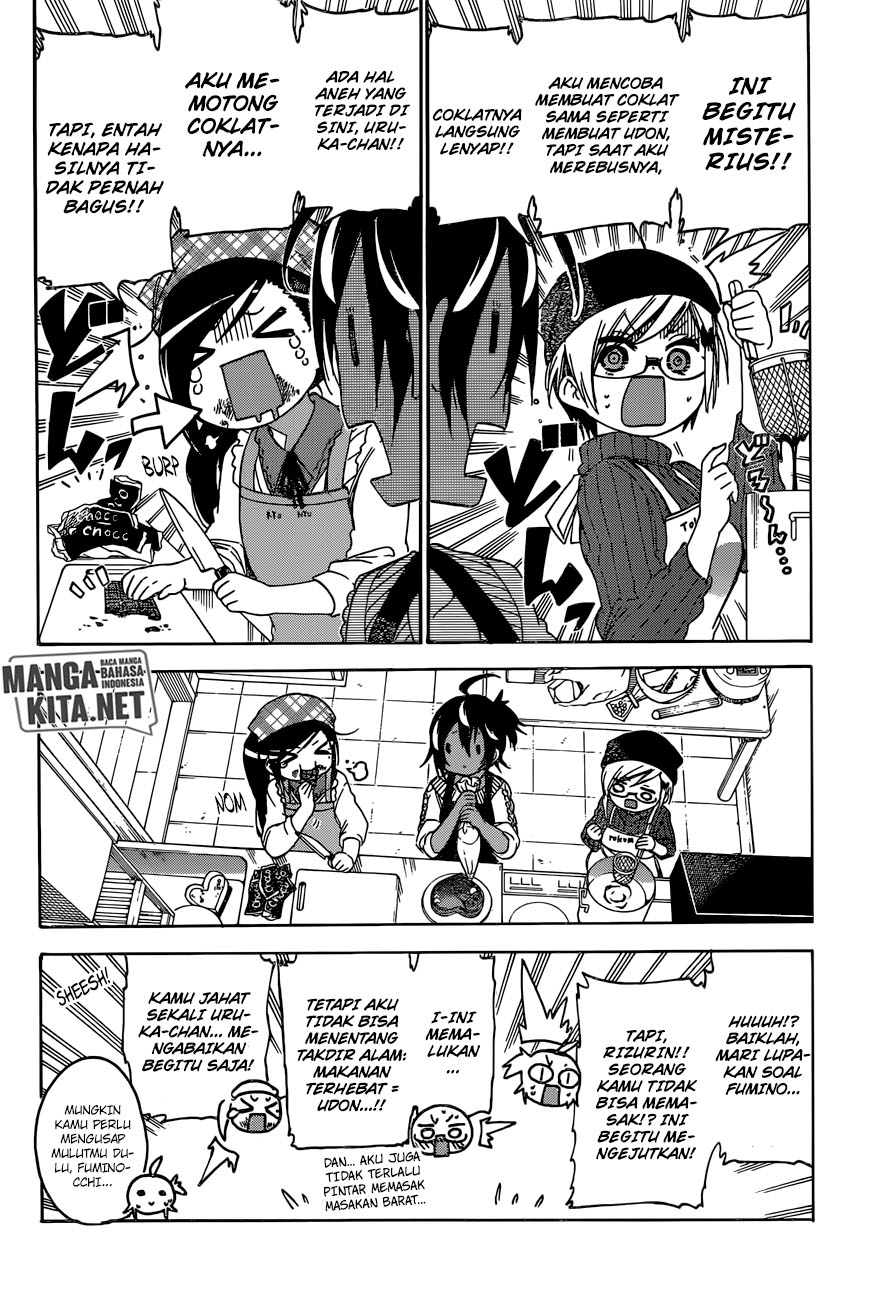 INI
BEGITU
MISTE-
RIUS!!
AKU MENCOBA
MEMBUAT COKLAT
SAMA SEPERTI
MEMBUAT UDON,
TAPI SAAT AKU
MEREBUSNYA,
COKLATNYA
LANGSUNG
LENYAP!!
ADA HAL
ANEH YANG
TERJADI DI
SINI, URU-
KA-CHAN!!
AKU ME-
MOTONG
COKLAT-
NYA...
TAPI, ENTAH
KENAPA HA-
SILNYA TI-
DAK PERNAH
BAGUS!!
BURP
choco
choco
MANGA-
KITA.NET
BACA MANGA
BAHASA
INDONESIA
NOM
HUUUH!?
BAIKLAH,
MARI LUPA-
KAN SOAL
FUMINO...
TAPI,
RIZURIN!!
SEORANG
KAMU TIDAK
BISA MEMA-
SAK!? INI
BEGITU ME-
NGEJUTKAN!
I-INI
MEMA-
LUKAN
...
TETAPI AKU
TIDAK BISA
MENENTANG
TAKDIR ALAM:
MAKANAN
TERHEBAT =
UDON...!!
DAN... AKU JUGA
TIDAK TERLALU
PINTAR MEMASAK
MASAKAN BARAT...
KAMU JAHAT
SEKALI URU-
KA-CHAN... ME-
NGABAIKAN
BEGITU SAJA!
SHEESH!
MUNGKIN
KAMU PERLU
MENGUSAP
MULUTMU DU-
LU, FUMINO-
CCHI...